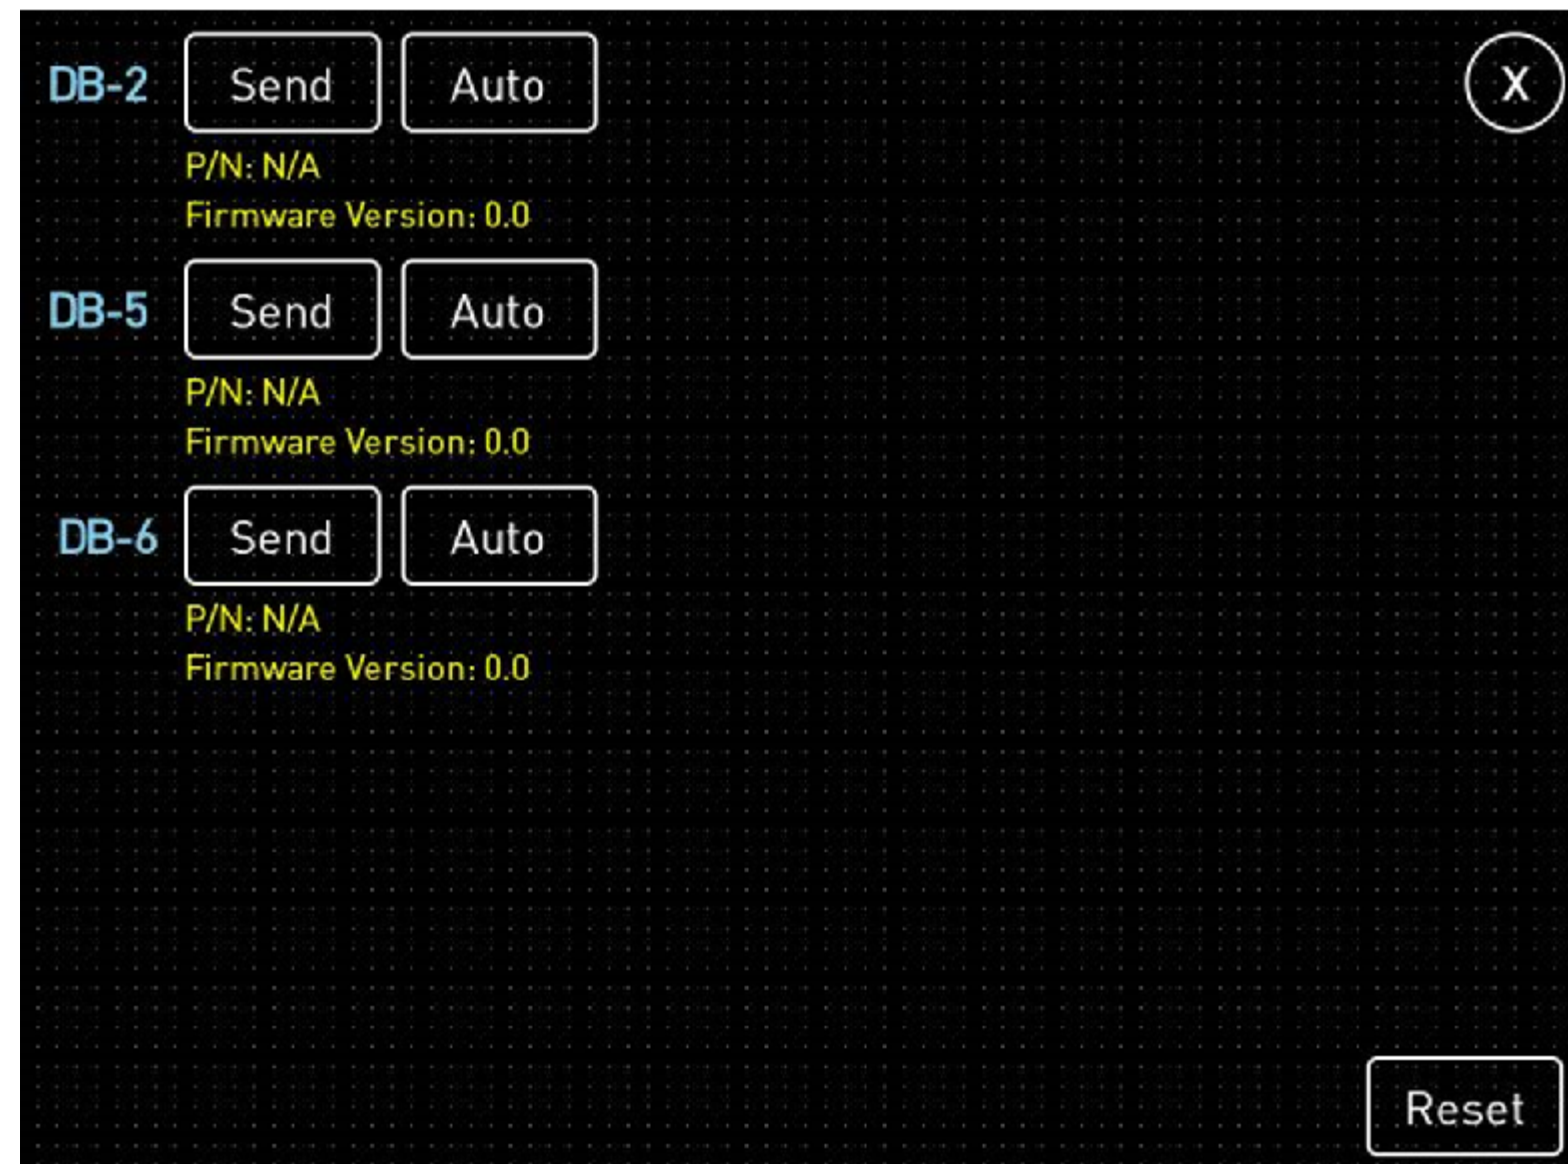 DB-2 Send Auto X
P/N: N/A
Firmware Version: 0.0
DB-5 Send Auto
P/N: N/A
Firmware Version: 0.0
DB-6 Send Auto
P/N: N/A
Firmware Version: 0.0
Reset